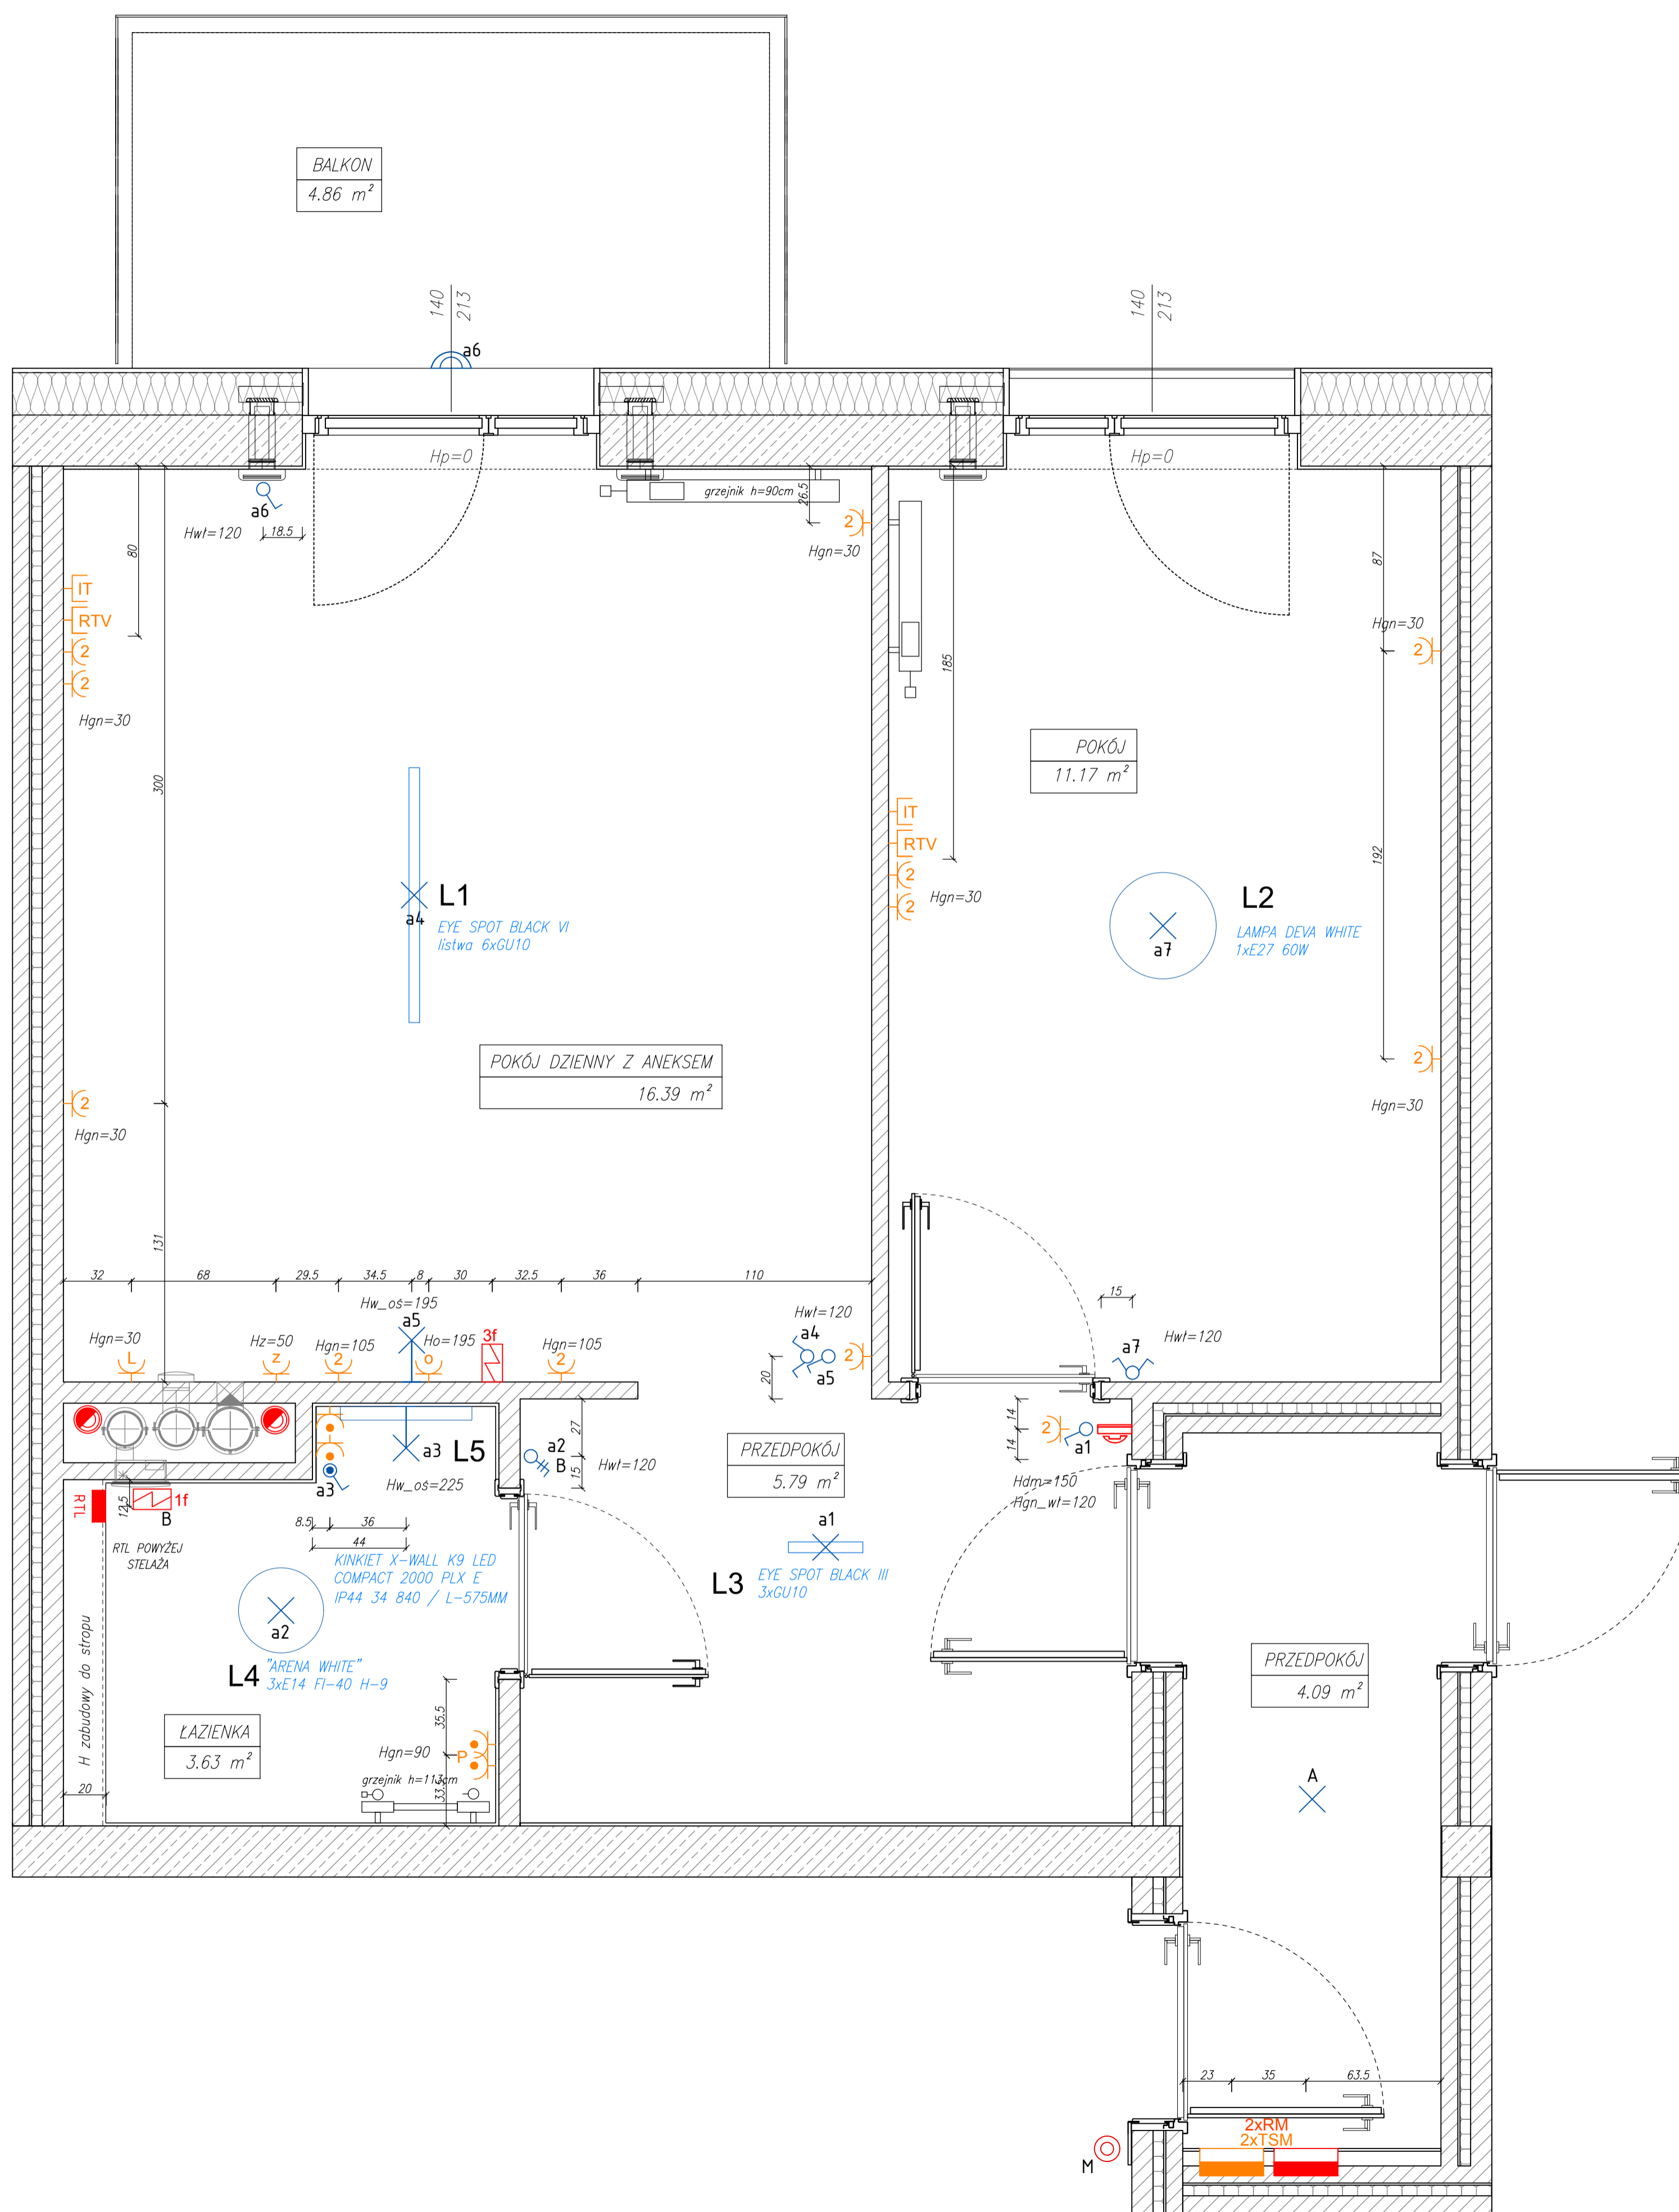 BALKON
4.86 m²
140
213
140
213
a6
Hp=0
Hp=0
grzejnik h=90cm
26.5
a6
Hwł=120
18.5
2
Hgn=30
80
87
IT
RTV
2
2
Hgn=30
Hgn=30
2
185
POKÓJ
11.17 m²
300
IT
RTV
2
2
Hgn=30
192
L1
a4
EYE SPOT BLACK VI
listwa 6xGU10
L2
a7
LAMPA DEVA WHITE
1xE27 60W
POKÓJ DZIENNY Z ANEKSEM
16.39 m²
2
Hgn=30
2
Hgn=30
131
32
68
29.5
34.5
8
30
32.5
36
110
15
Hw_oś=195
a5
Hgn=30
L
Hz=50
z
Hgn=105
2
Ho=195
o
3f
Hgn=105
2
Hwł=120
a4
a5
2
20
a7
Hwł=120
27
14
14
2
a1
a3
L5
Hw_oś=225
a3
a2
B
15
Hwł=120
PRZEDPOKÓJ
5.79 m²
Hdm=150
Hgn_wł=120
RTL
12.5
1f
B
RTL POWYŻEJ
STELAŻA
8.5
36
44
KINKIET X-WALL K9 LED
COMPACT 2000 PLX E
IP44 34 840 / L-575MM
a1
L3
EYE SPOT BLACK III
3xGU10
a2
L4
"ARENA WHITE"
3xE14 FI-40 H-9
H zabudowy do stropu
ŁAZIENKA
3.63 m²
20
35.5
Hgn=90
P
grzejnik h=113cm
33.5
PRZEDPOKÓJ
4.09 m²
A
23
35
63.5
2xRM
2xTSM
M